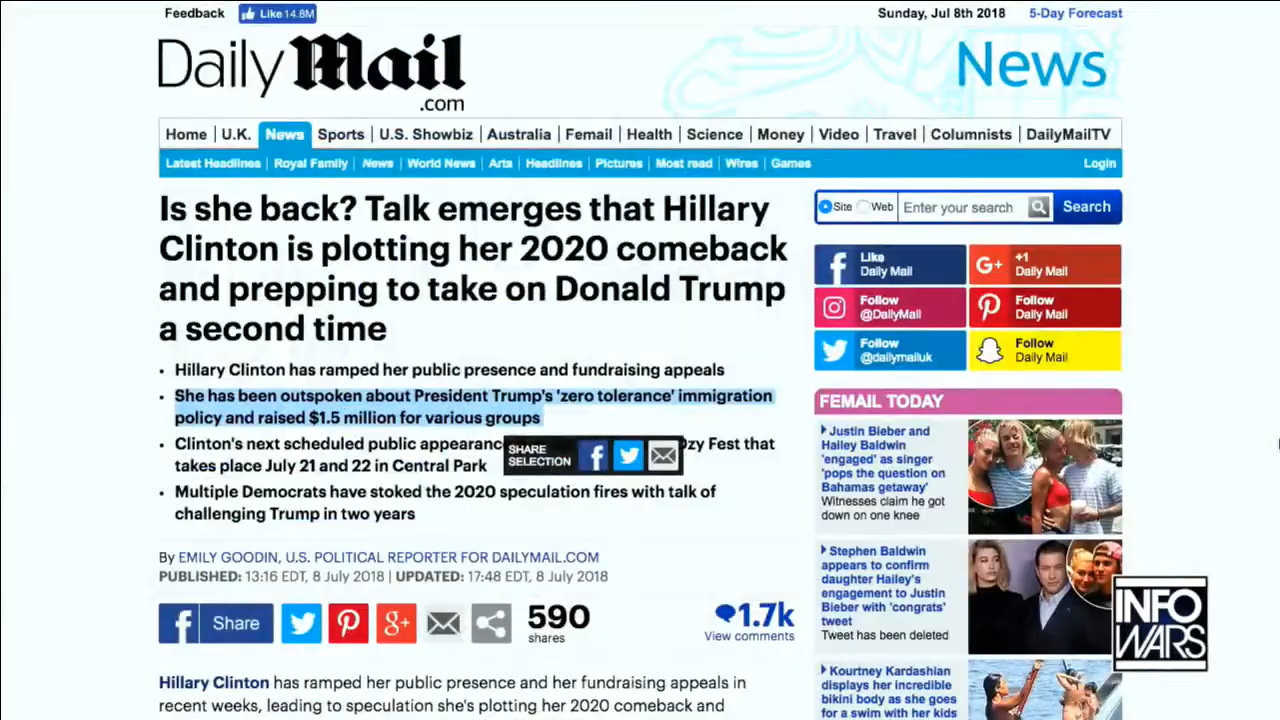 Feedback
Like 14.8M
Sunday, Jul 8th 2018
5-Day Forecast
Daily Mail
.com
News
Home U.K. News Sports U.S. Showbiz Australia Femail Health Science Money Video Travel Columnists DailyMailTV
Latest Headlines Royal Family News World News Arts Headlines Pictures Most read Wires Games
Login
Is she back? Talk emerges that Hillary
Clinton is plotting her 2020 comeback
and prepping to take on Donald Trump
a second time
• Hillary Clinton has ramped her public presence and fundraising appeals
• She has been outspoken about President Trump's 'zero tolerance' immigration
policy and raised $1.5 million for various groups
• Clinton's next scheduled public appearanc
zy Fest that
takes place July 21 and 22 in Central Park
SHARE
SELECTION
• Multiple Democrats have stoked the 2020 speculation fires with talk of
challenging Trump in two years
By EMILY GOODIN, U.S. POLITICAL REPORTER FOR DAILYMAIL.COM
PUBLISHED: 13:16 EDT, 8 July 2018 | UPDATED: 17:48 EDT, 8 July 2018
Share
590
shares
1.7k
View comments
Hillary Clinton has ramped her public presence and her fundraising appeals in
recent weeks, leading to speculation she's plotting her 2020 comeback and
Site Web Enter your search Search
Like
Daily Mail
G+ +1
Daily Mail
Follow
@DailyMail
Follow
Daily Mail
Follow
@dailymailuk
Follow
Daily Mail
FEMAIL TODAY
Justin Bieber and
Hailey Baldwin
'engaged' as singer
'pops the question on
Bahamas getaway'
Witnesses claim he got
down on one knee
Stephen Baldwin
appears to confirm
daughter Hailey's
engagement to Justin
Bieber with 'congrats'
tweet
Tweet has been deleted
Kourtney Kardashian
displays her incredible
bikini body as she goes
for a swim with her kids
INFO
WARS